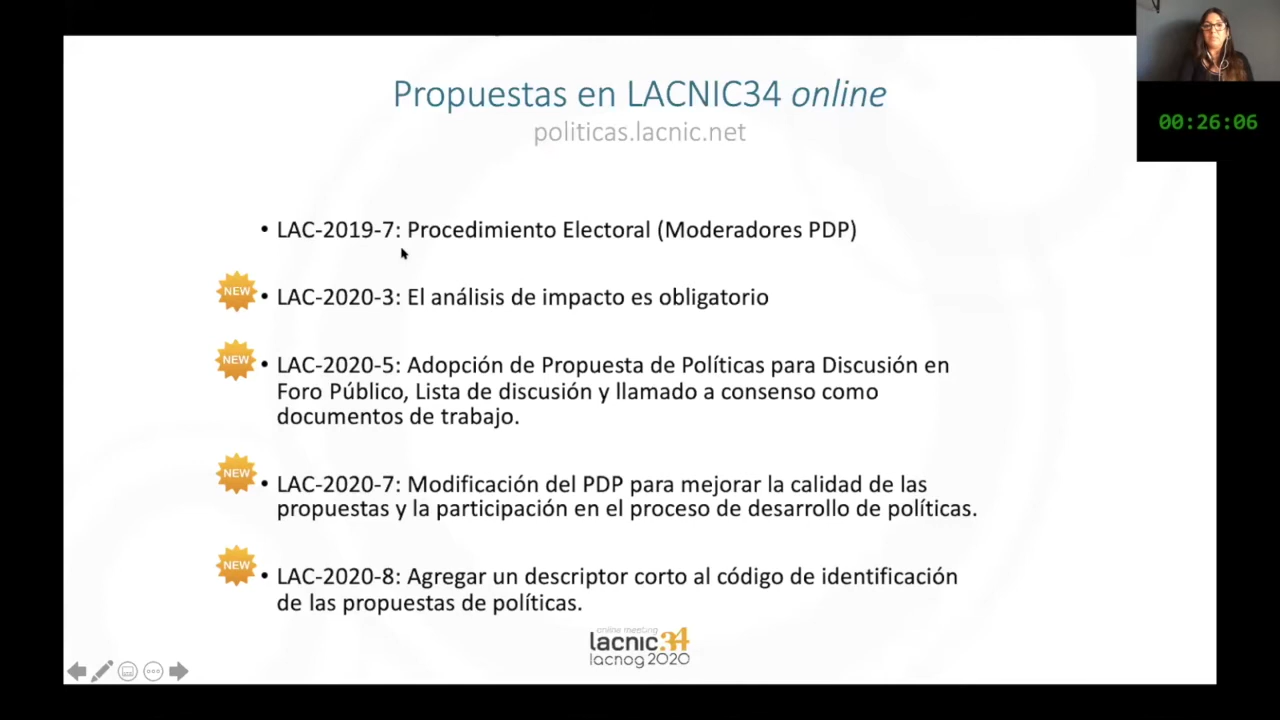 Propuestas en LACNIC34 online
politicas.lacnic.net
00:26:06
• LAC-2019-7: Procedimiento Electoral (Moderadores PDP)
NEW
• LAC-2020-3: El análisis de impacto es obligatorio
NEW
• LAC-2020-5: Adopción de Propuesta de Políticas para Discusión en
Foro Público, Lista de discusión y llamado a consenso como
documentos de trabajo.
NEW
• LAC-2020-7: Modificación del PDP para mejorar la calidad de las
propuestas y la participación en el proceso de desarrollo de políticas.
NEW
• LAC-2020-8: Agregar un descriptor corto al código de identificación
de las propuestas de políticas.
online meeting
lacnic34
lacnog2020